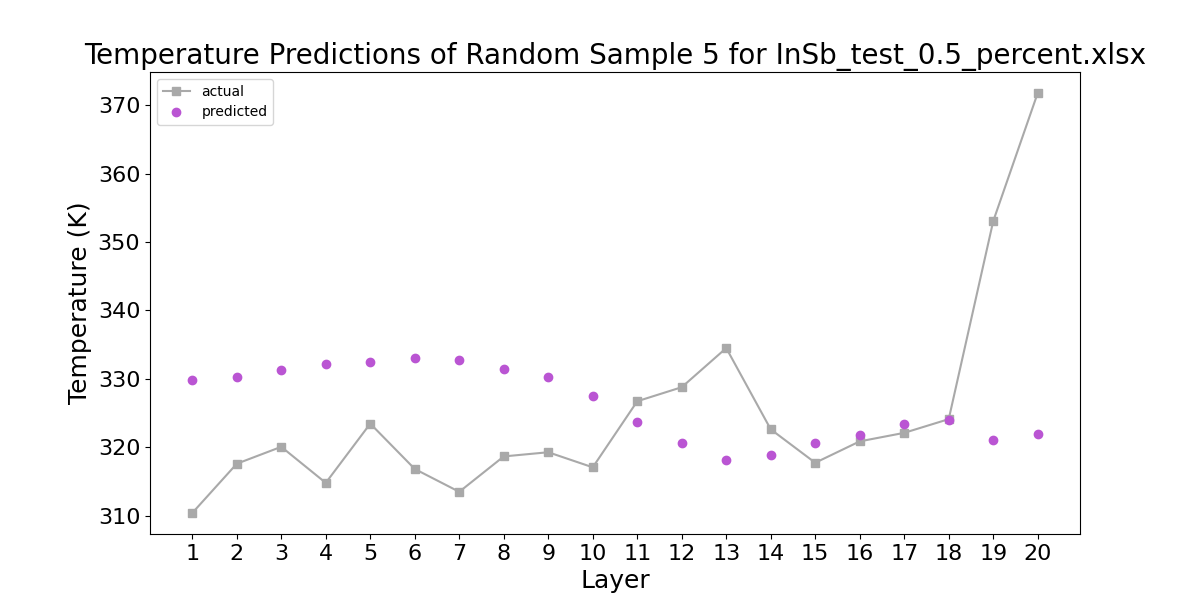 Temperature Predictions of Random Sample 5 for InSb_test_0.5_percent.xlsx
actual
predicted
Temperature (K)
370
360
350
340
330
320
310
1 2 3 4 5 6 7 8 9 10 11 12 13 14 15 16 17 18 19 20
Layer